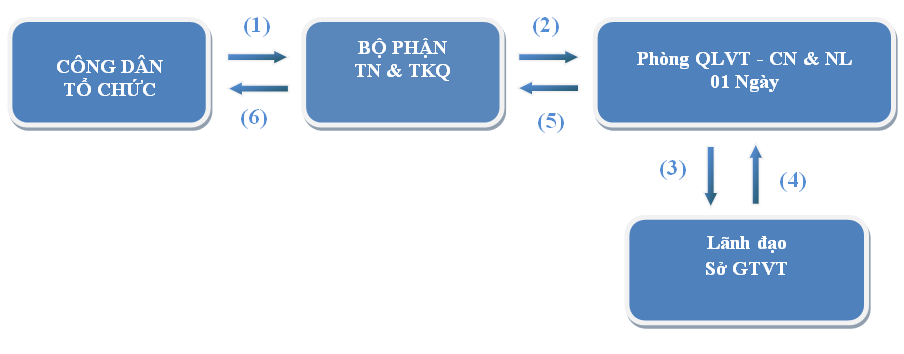 (1)
(2)
CÔNG DÂN
TỔ CHỨC
BỘ PHẬN
TN & TKQ
Phòng QLVT - CN & NL
01 Ngày
(6)
(5)
(3)
(4)
Lãnh đạo
Sở GTVT